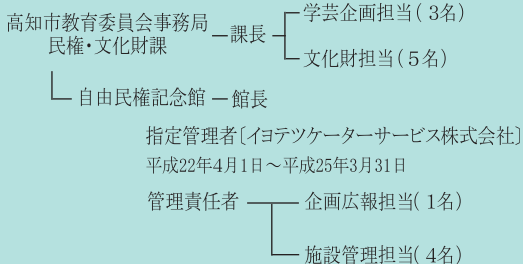 高知市教育委員会事務局
民権・文化財課
課長
学芸企画担当(3名)
文化財担当(5名)
自由民権記念館
館長
指定管理者〔イヨテツケーターサービス株式会社〕
平成22年4月1日〜平成25年3月31日
管理責任者
企画広報担当(1名)
施設管理担当(4名)